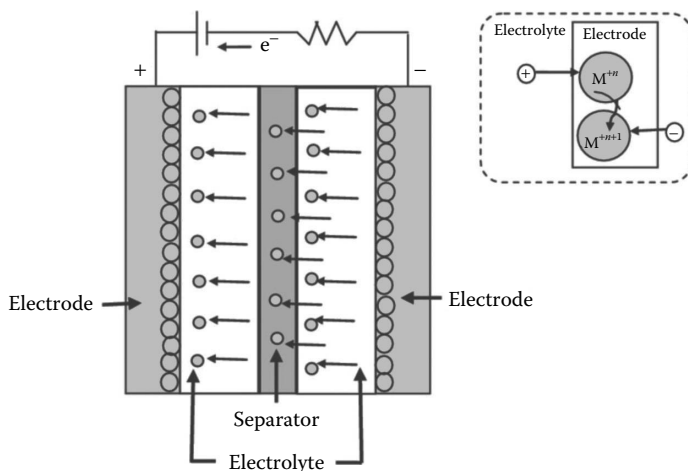 e⁻
+
−
Electrode
Electrode
Separator
Electrolyte
Electrolyte
Electrode
+
M⁺ⁿ
M⁺ⁿ⁺¹
−